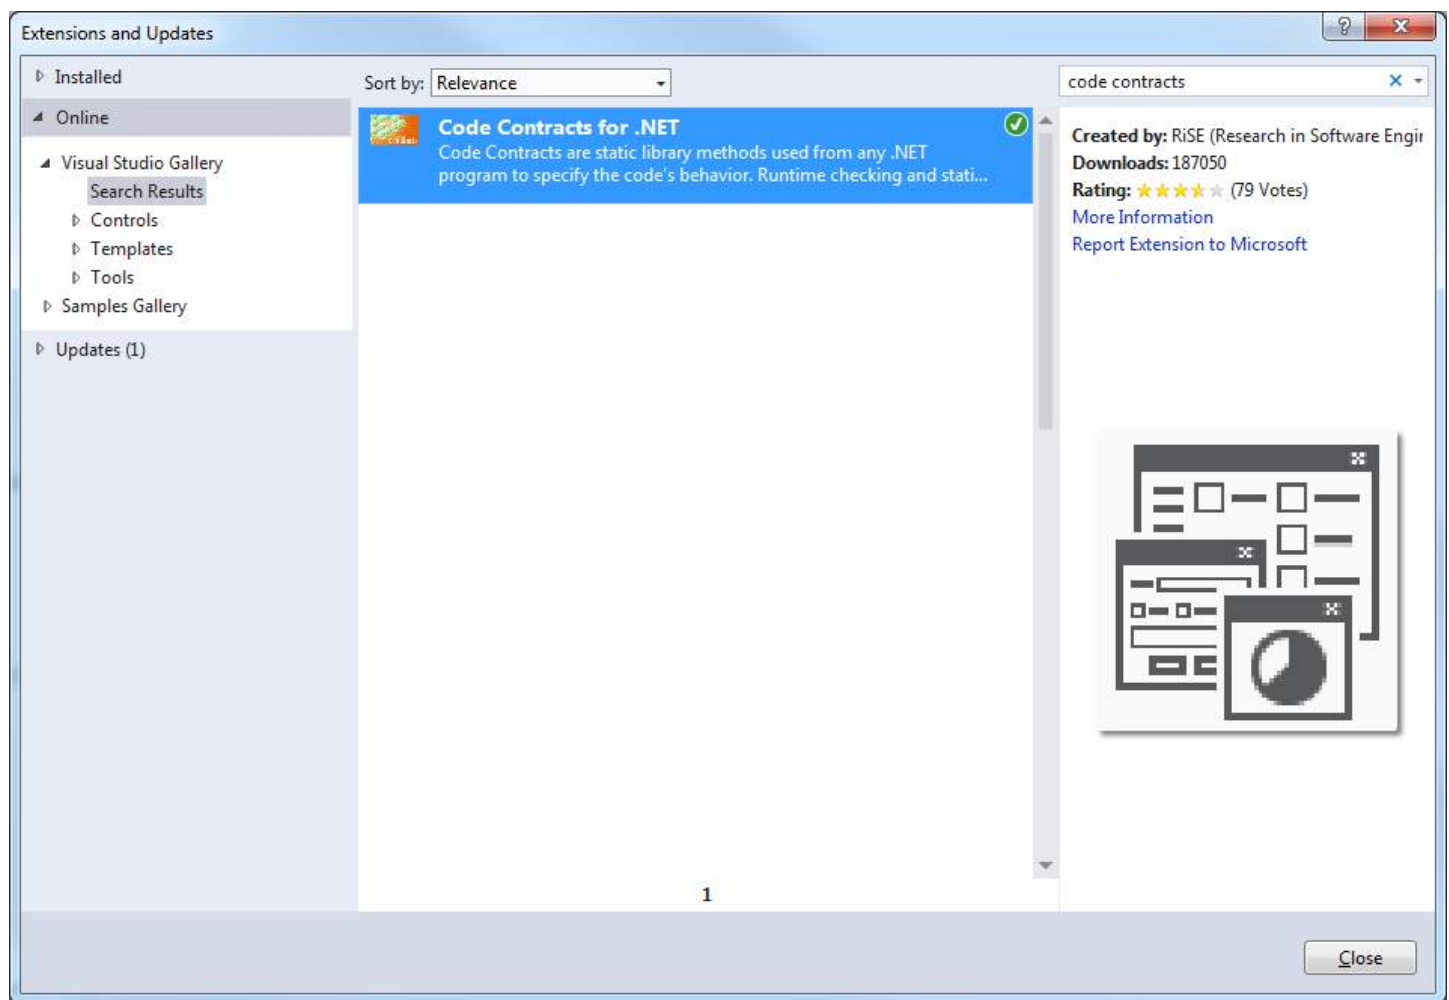 Extensions and Updates
Installed
Online
Visual Studio Gallery
Search Results
Controls
Templates
Tools
Samples Gallery
Updates (1)
Sort by: Relevance
Code Contracts for .NET
Code Contracts are static library methods used from any .NET
program to specify the code's behavior. Runtime checking and stati...
1
code contracts
Created by: RiSE (Research in Software Engir
Downloads: 187050
Rating: (79 Votes)
More Information
Report Extension to Microsoft
Close